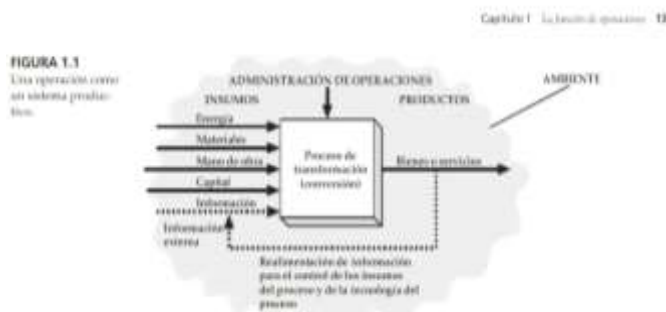 Capítulo 1 La función de operaciones 13
FIGURA 1.1
Una operación como
un sistema produc-
tivo.
ADMINISTRACIÓN DE OPERACIONES
AMBIENTE
INSUMOS
PRODUCTOS
Energía
Materiales
Mano de obra
Capital
Información
Proceso de
transformación
(conversión)
Bienes o servicios
Información
externa
Realimentación de información
para el control de los insumos
del proceso y de la tecnología del
proceso